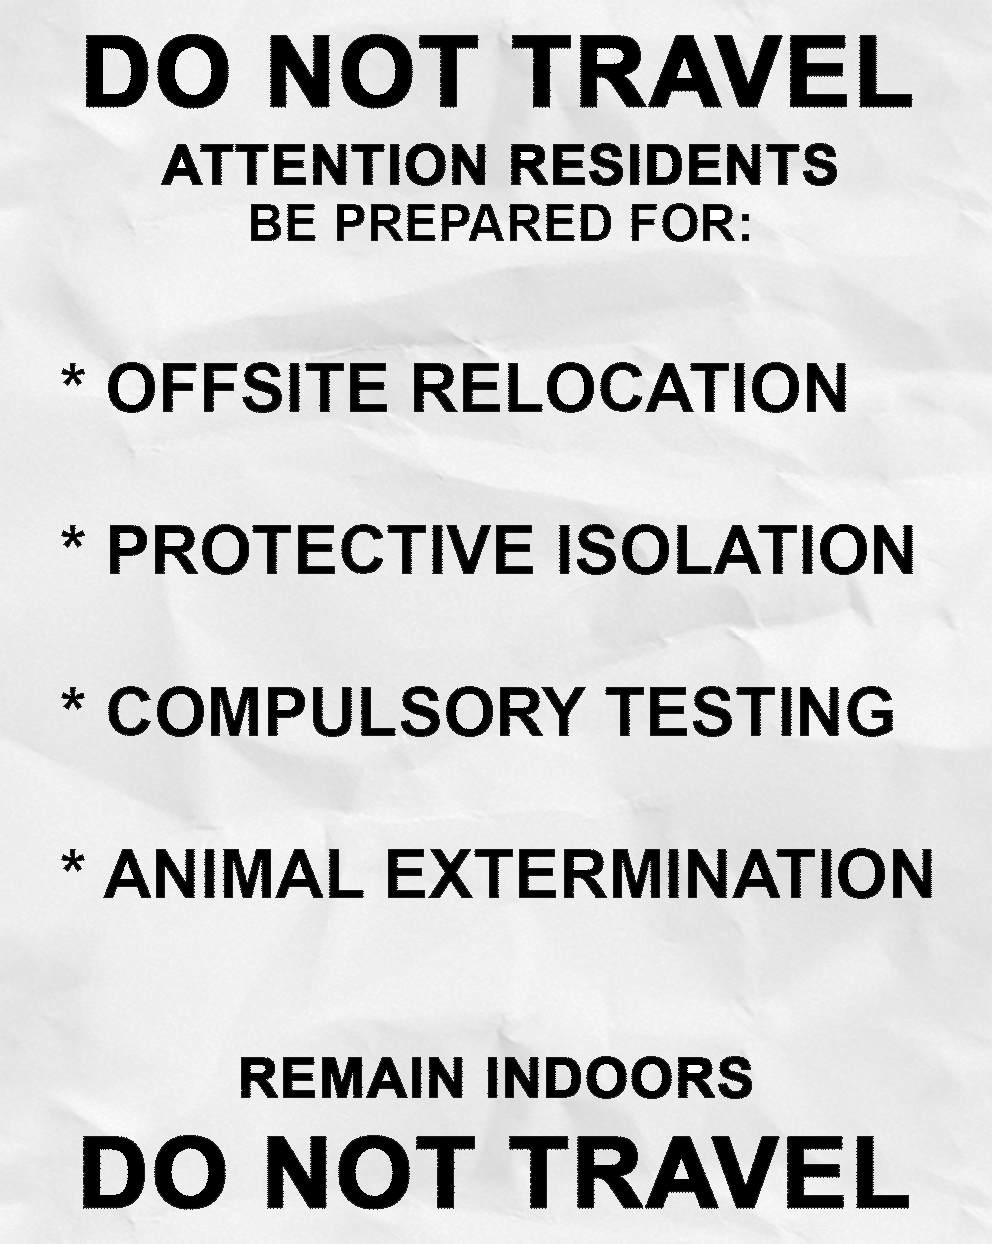 DO NOT TRAVEL
ATTENTION RESIDENTS
BE PREPARED FOR:
* OFFSITE RELOCATION
* PROTECTIVE ISOLATION
* COMPULSORY TESTING
* ANIMAL EXTERMINATION
REMAIN INDOORS
DO NOT TRAVEL